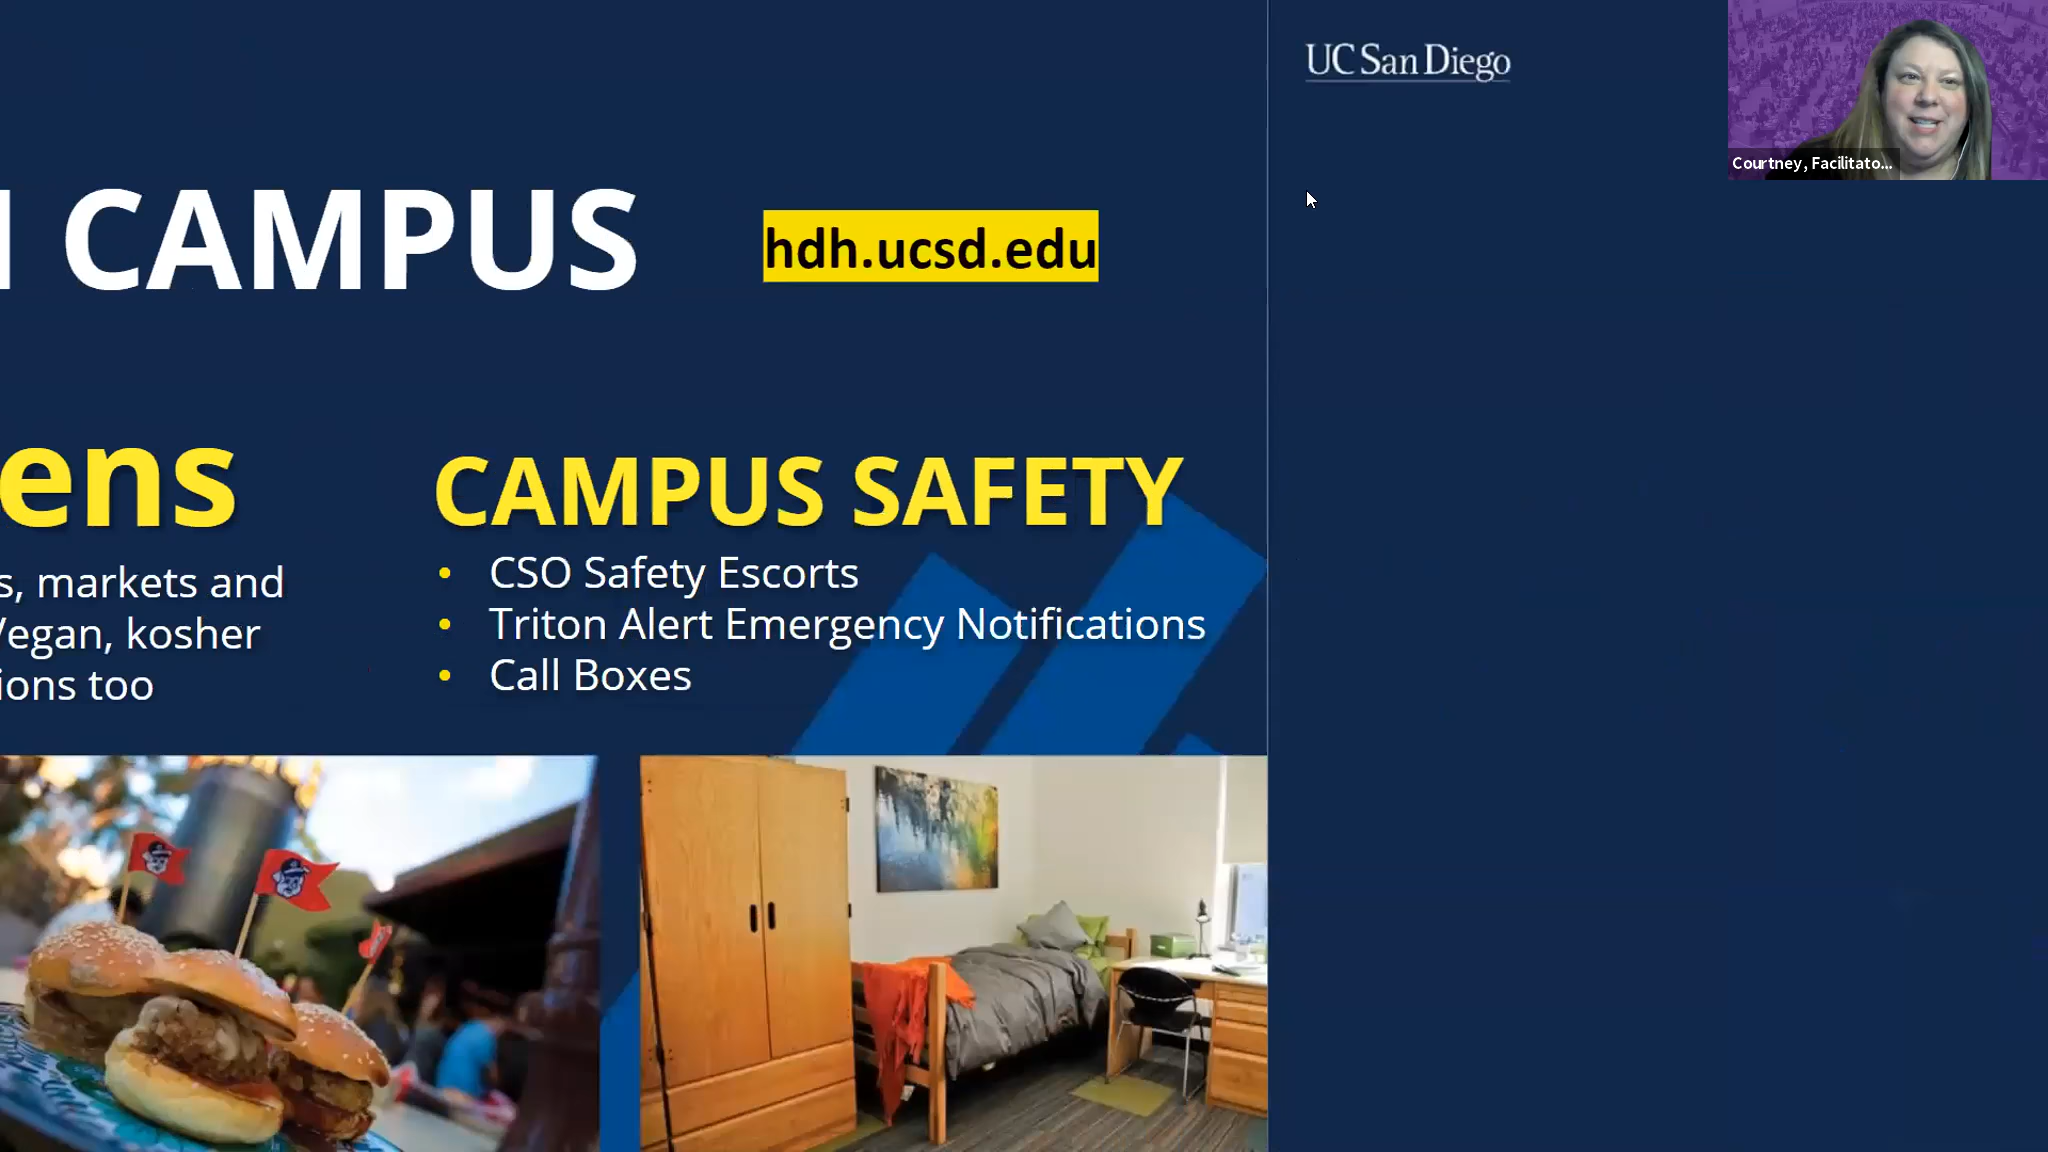 UC San Diego
Courtney, Facilitato...
CAMPUS
hdh.ucsd.edu
ens
CAMPUS SAFETY
s, markets and
Vegan, kosher
ions too
• CSO Safety Escorts
• Triton Alert Emergency Notifications
• Call Boxes